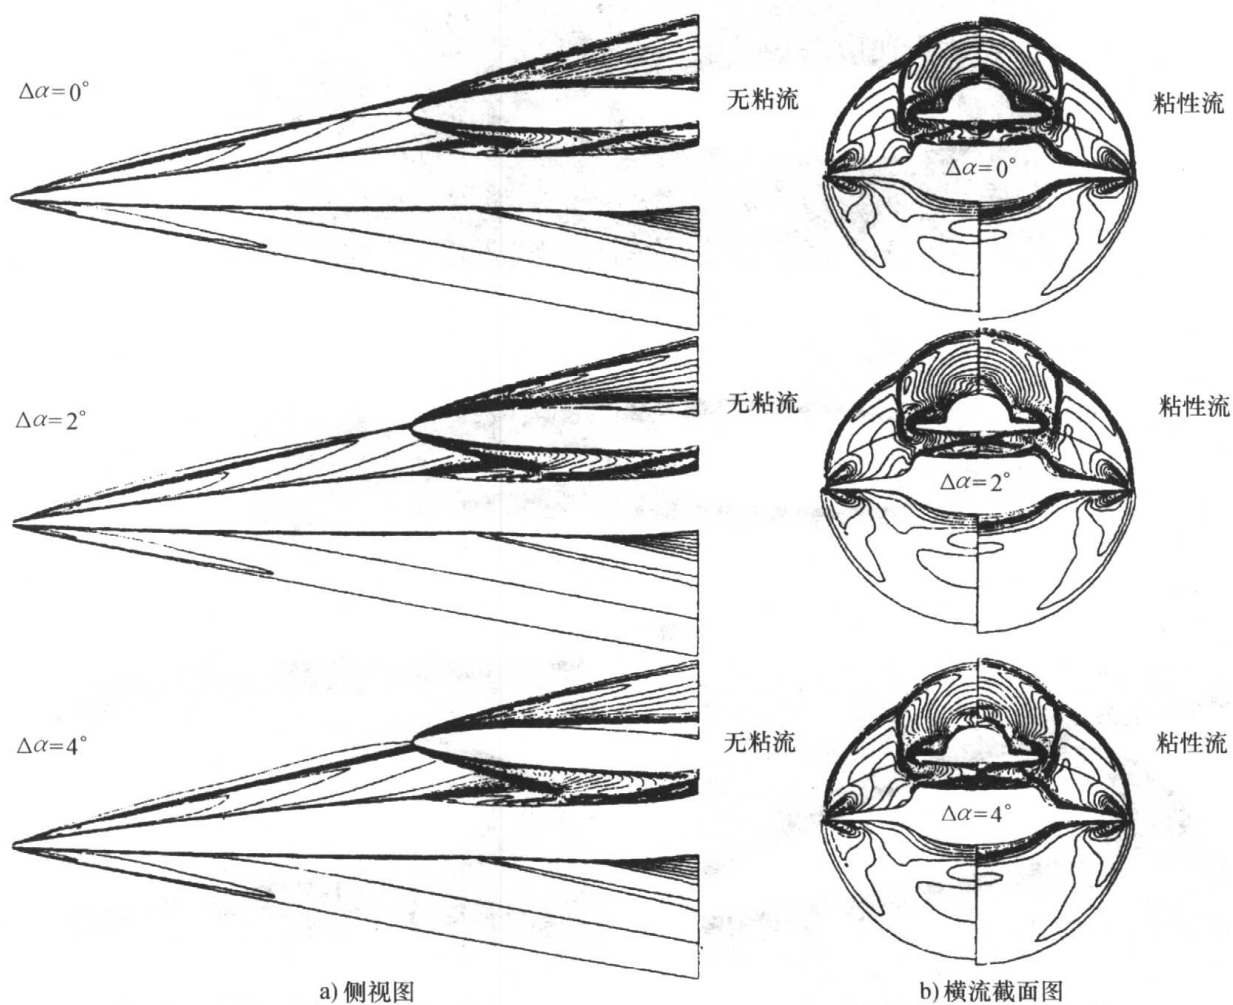 Δα=0°
无粘流
粘性流
Δα=0°
Δα=2°
无粘流
粘性流
Δα=2°
Δα=4°
无粘流
粘性流
Δα=4°
a) 侧视图
b) 横流截面图